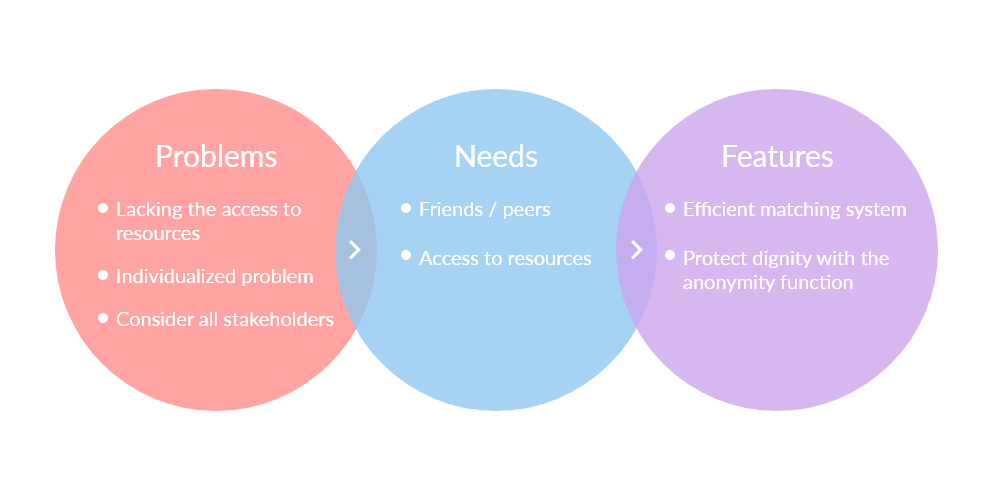 Problems
Lacking the access to
resources
Individualized problem
Consider all stakeholders
Needs
Friends / peers
Access to resources
Features
Efficient matching system
Protect dignity with the
anonymity function